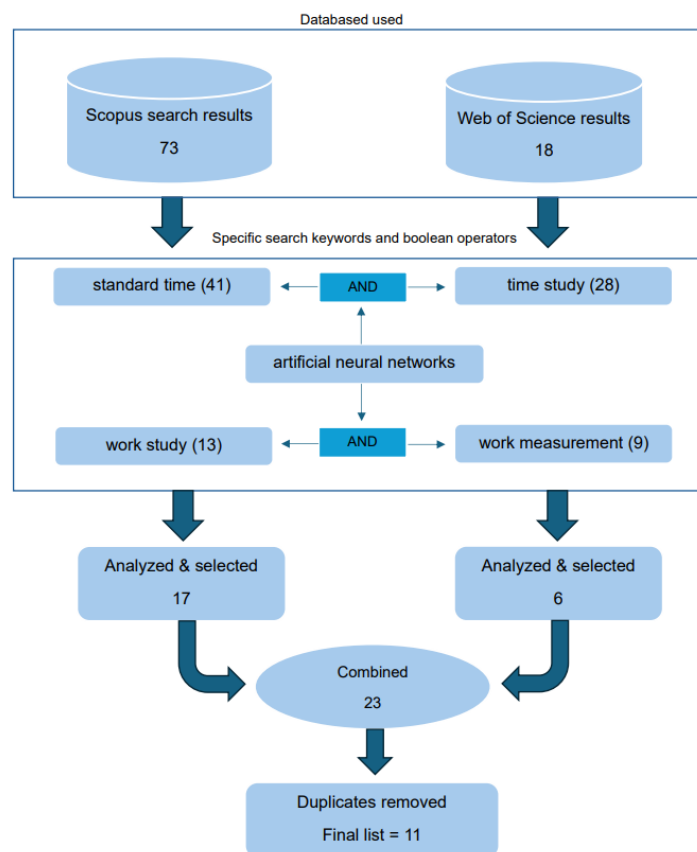 Databased used
Scopus search results
73
Web of Science results
18
Specific search keywords and boolean operators
standard time (41)
AND
time study (28)
artificial neural networks
work study (13)
AND
work measurement (9)
Analyzed & selected
17
Analyzed & selected
6
Combined
23
Duplicates removed
Final list = 11